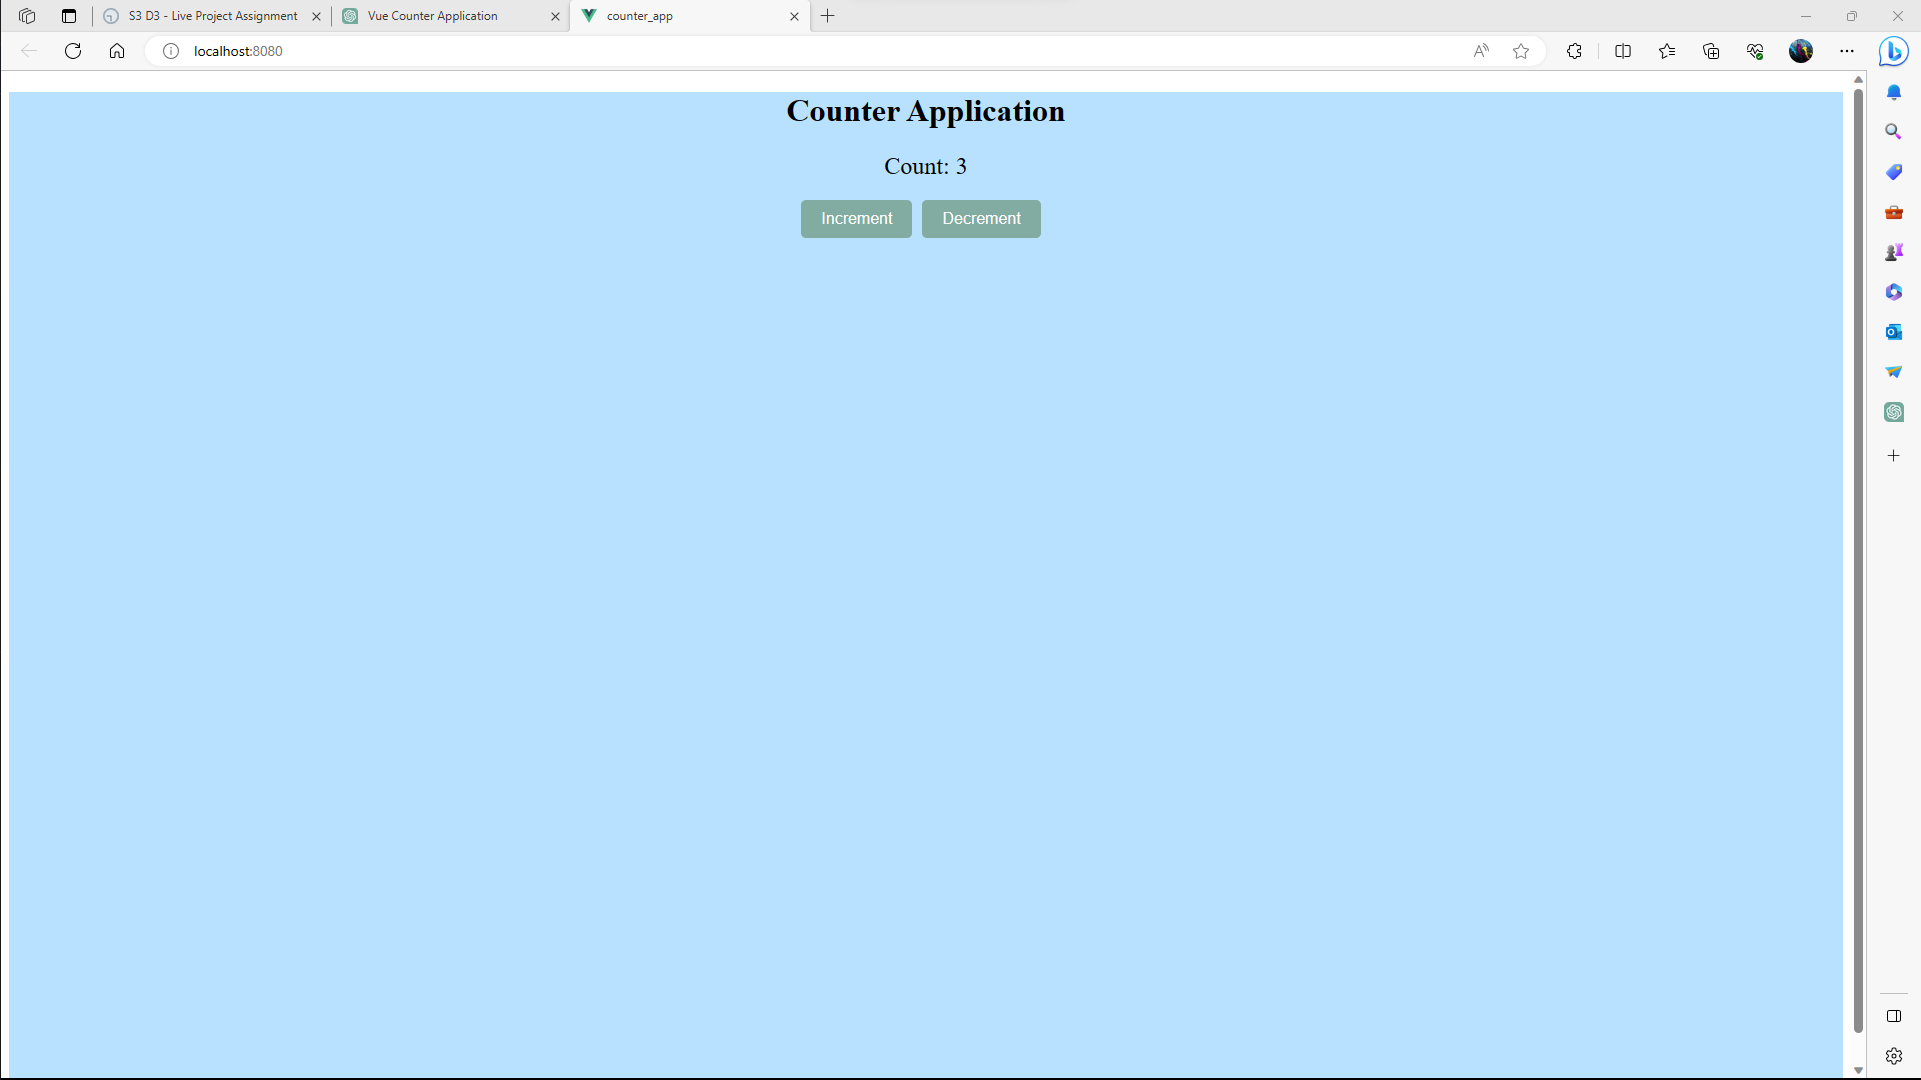 S3 D3 - Live Project Assignment
Vue Counter Application
counter_app
localhost:8080
Counter Application
Count: 3
Increment Decrement